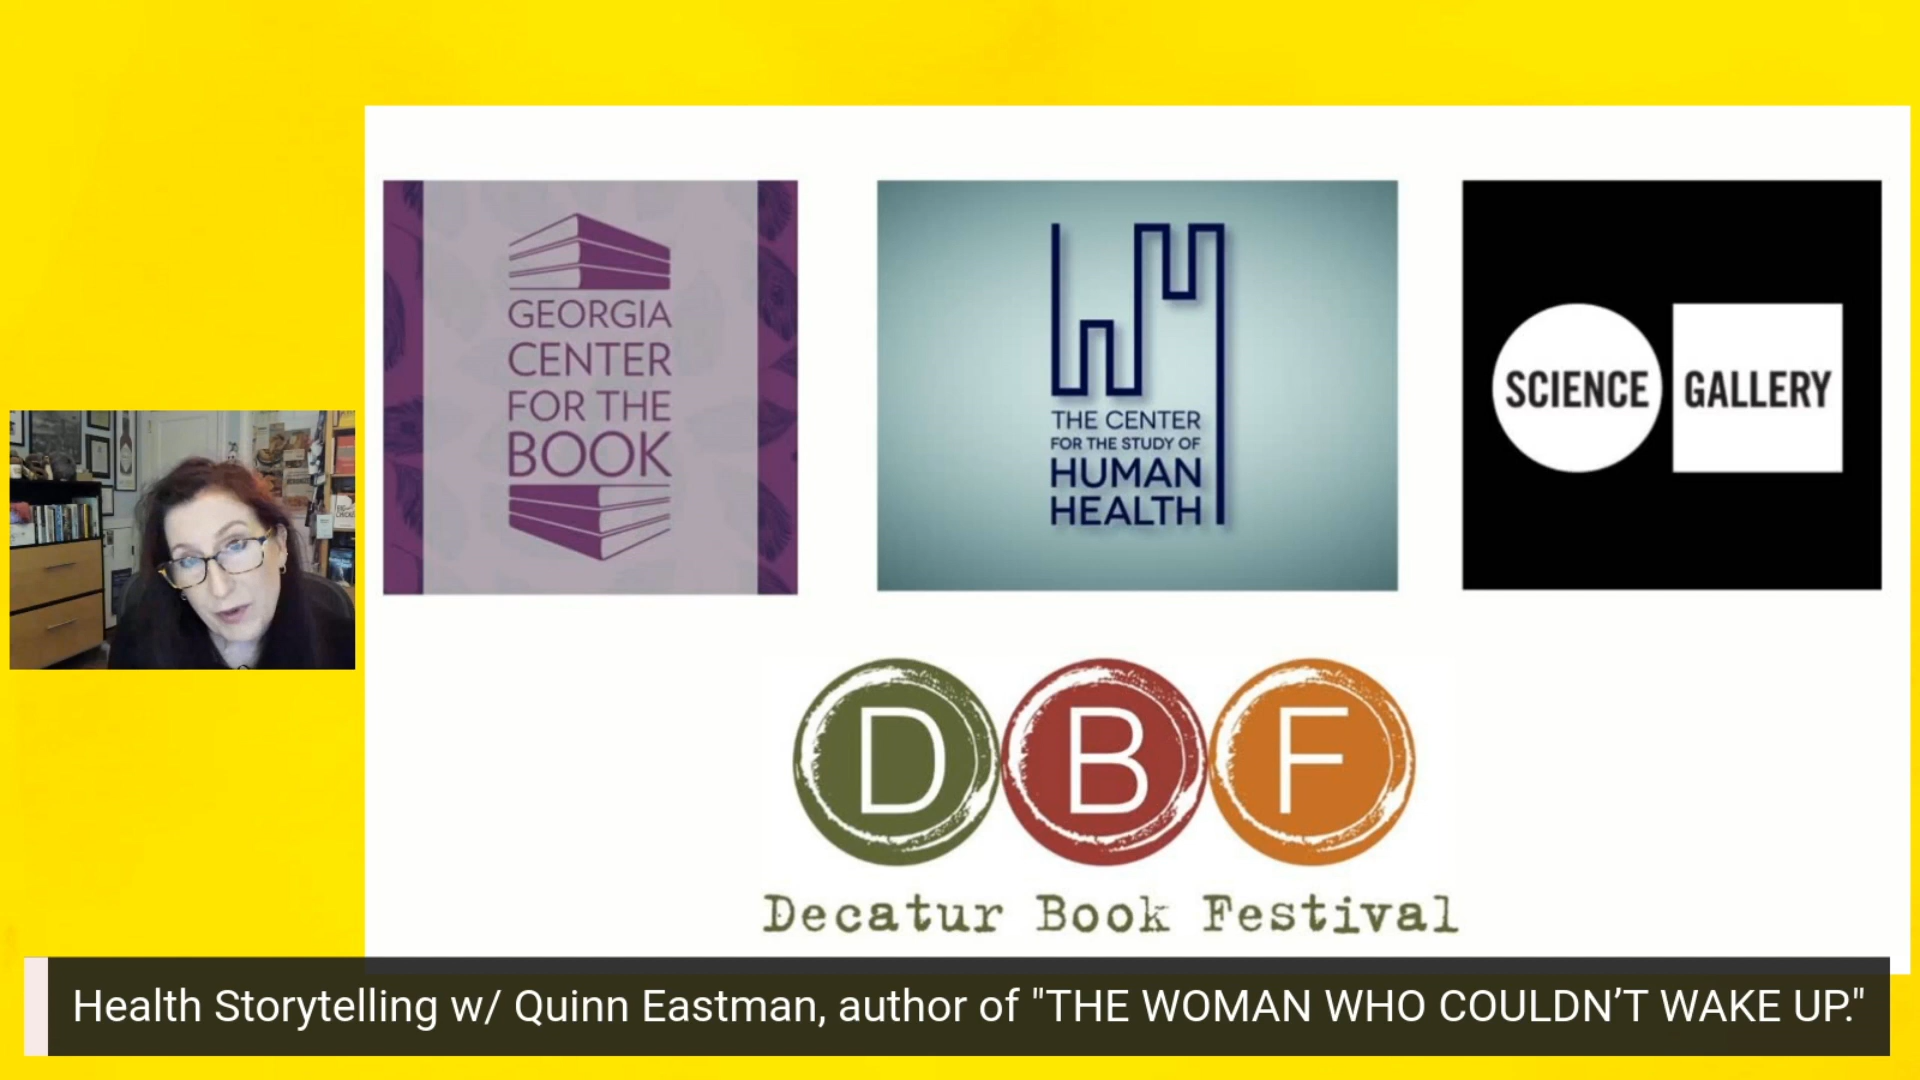 GEORGIA
CENTER
FOR THE
BOOK
THE CENTER
FOR THE STUDY OF
HUMAN
HEALTH
SCIENCE
GALLERY
D B F
Decatur Book Festival
Health Storytelling w/ Quinn Eastman, author of "THE WOMAN WHO COULDN’T WAKE UP."